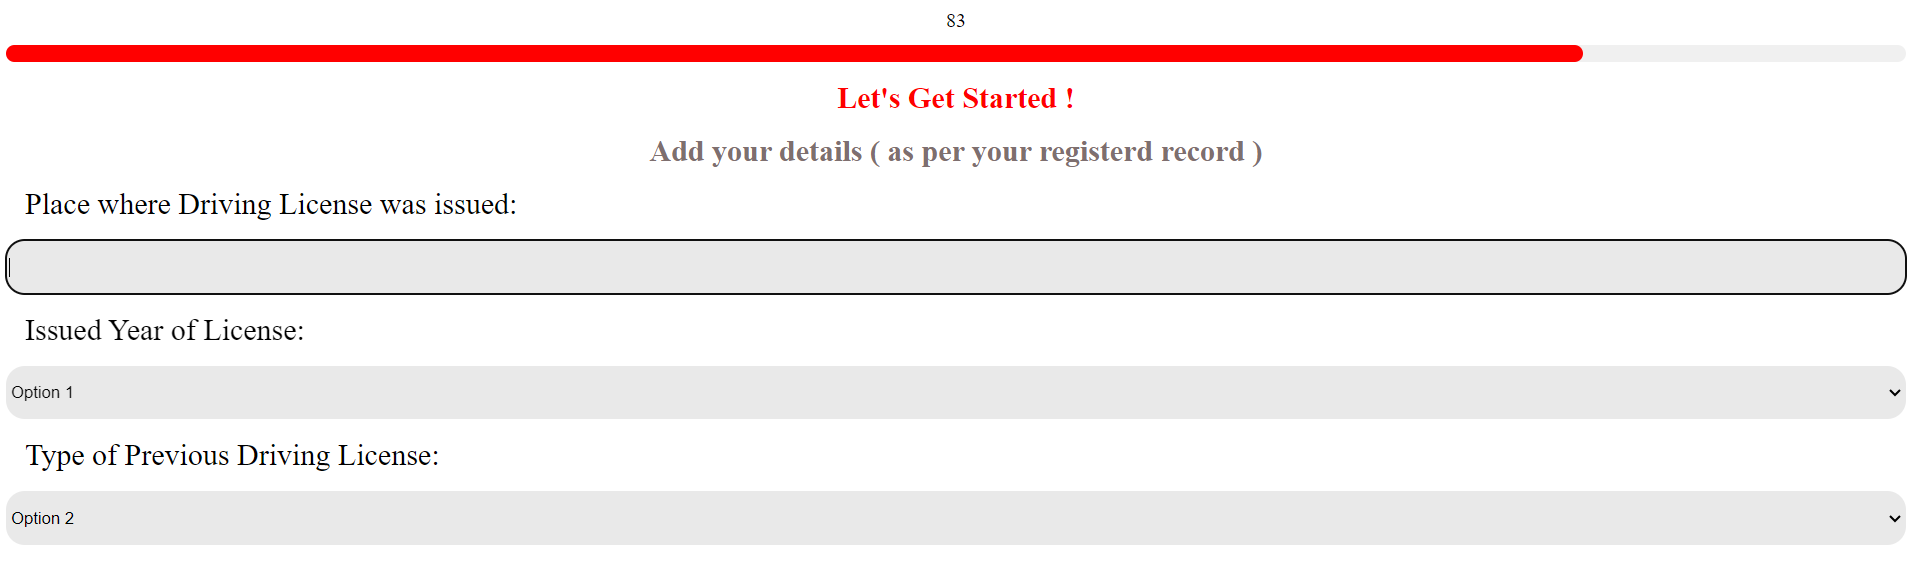 83
Let's Get Started !
Add your details ( as per your registerd record )
Place where Driving License was issued:
Issued Year of License:
Option 1
Type of Previous Driving License:
Option 2